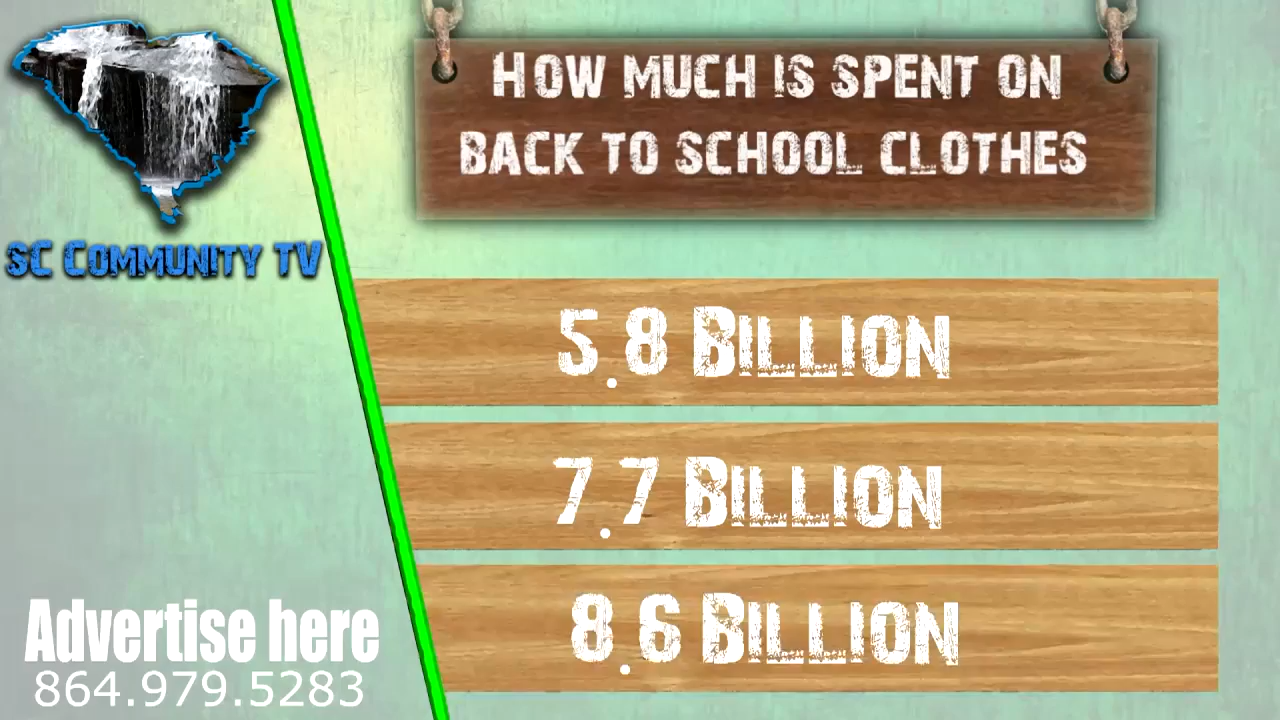 SC Community TV
How much is spent on
back to school clothes
5.8 Billion
7.7 Billion
8.6 Billion
Advertise here
864.979.5283